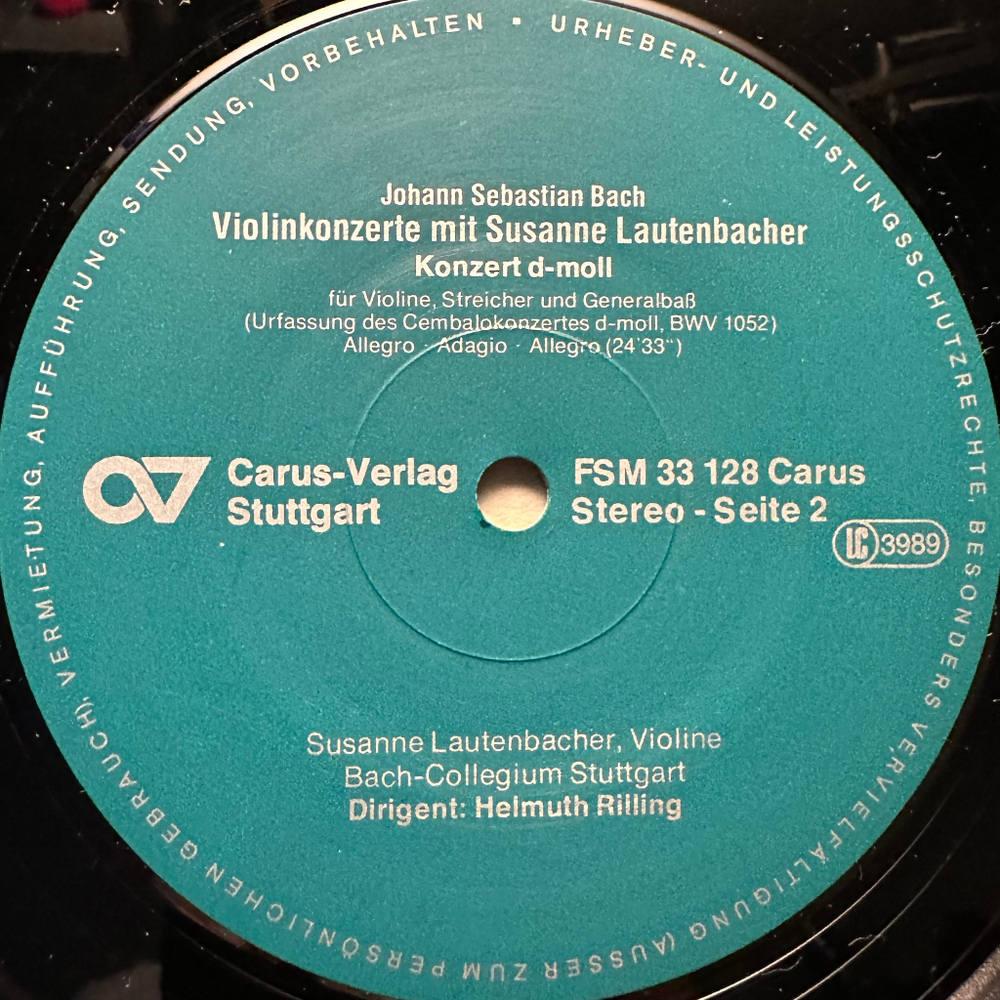 URHEBER- UND LEISTUNGSSCHUTZRECHTE, BESONDERS VERVIELFÄLTIGUNG (AUSSER ZUM PERSÖNLICHEN GEBRAUCH), VERMIETUNG, AUFFÜHRUNG, SENDUNG, VORBEHALTEN ·
Johann Sebastian Bach
Violinkonzerte mit Susanne Lautenbacher
Konzert d-moll
für Violine, Streicher und Generalbaß
(Urfassung des Cembalokonzertes d-moll, BWV 1052)
Allegro · Adagio · Allegro (24'33“)
Carus-Verlag
Stuttgart
FSM 33 128 Carus
Stereo - Seite 2
LC 3989
Susanne Lautenbacher, Violine
Bach-Collegium Stuttgart
Dirigent: Helmuth Rilling